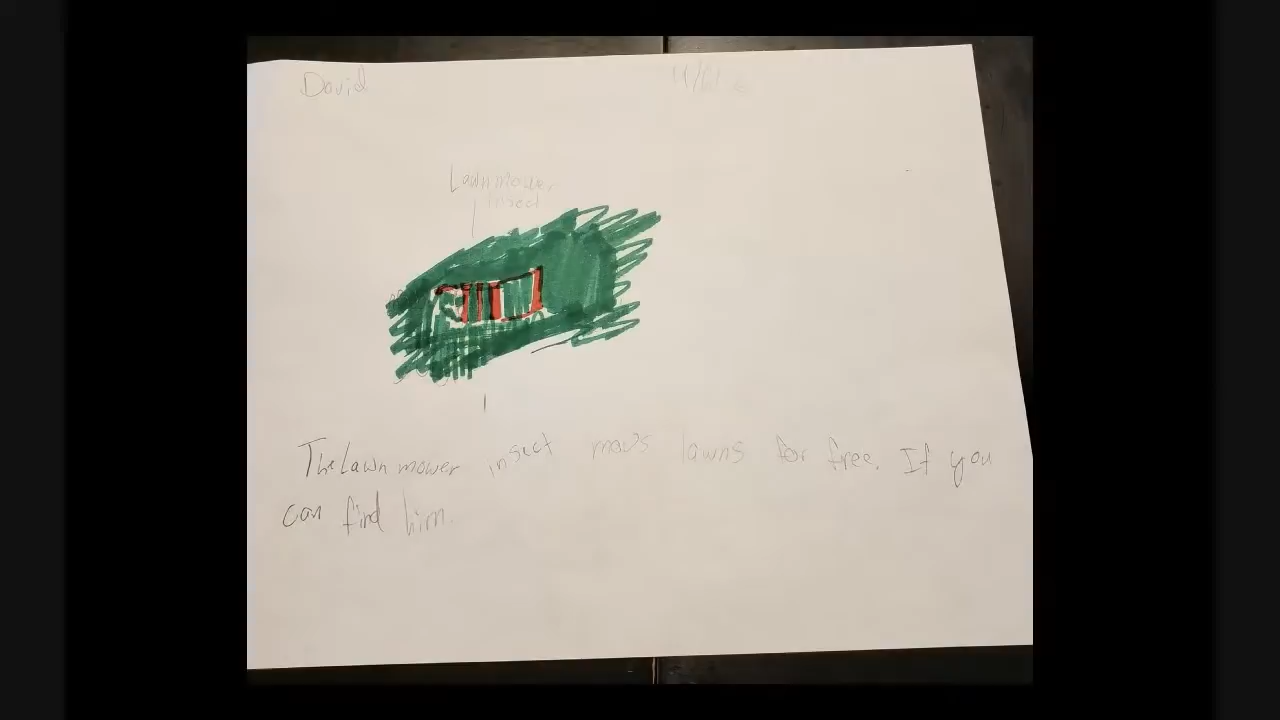 David
Lawnmower
insect
The Lawn mower insect mows lawns for free. If you
can find him.